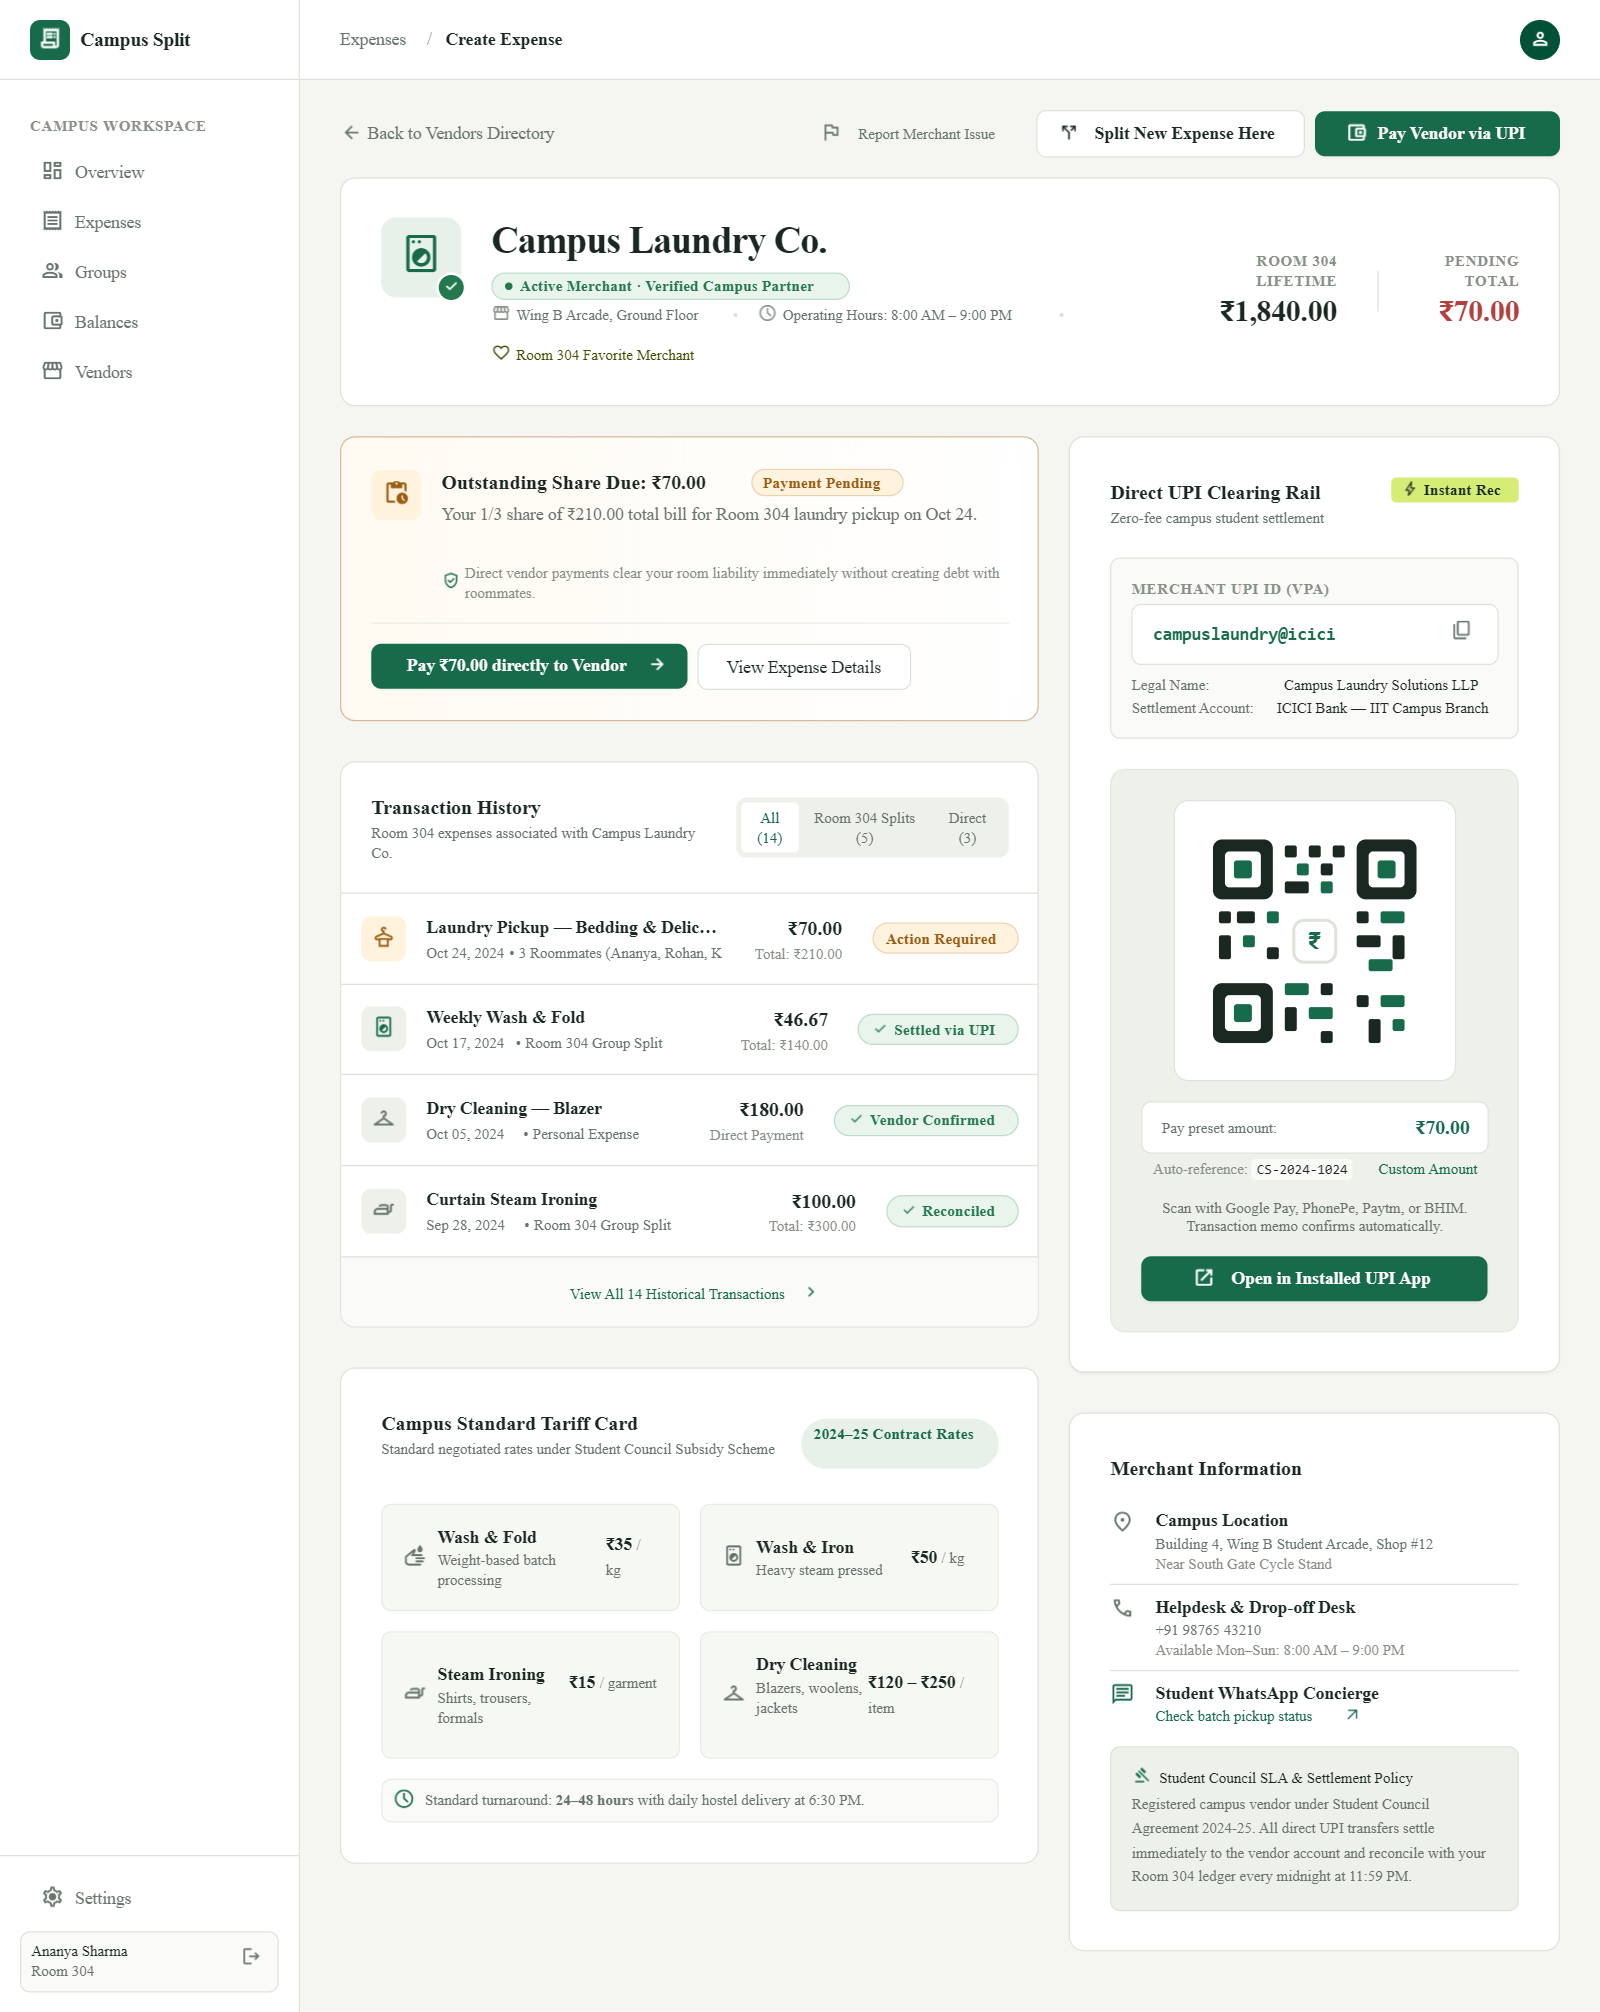 Campus Split
Expenses / Create Expense
CAMPUS WORKSPACE
Overview
Expenses
Groups
Balances
Vendors
Settings
Ananya Sharma
Room 304
Back to Vendors Directory
Report Merchant Issue
Split New Expense Here
Pay Vendor via UPI
Campus Laundry Co.
Active Merchant · Verified Campus Partner
Wing B Arcade, Ground Floor • Operating Hours: 8:00 AM – 9:00 PM •
Room 304 Favorite Merchant
ROOM 304
LIFETIME
₹1,840.00
PENDING
TOTAL
₹70.00
Outstanding Share Due: ₹70.00
Payment Pending
Your 1/3 share of ₹210.00 total bill for Room 304 laundry pickup on Oct 24.
Direct vendor payments clear your room liability immediately without creating debt with
roommates.
Pay ₹70.00 directly to Vendor
View Expense Details
Transaction History
Room 304 expenses associated with Campus Laundry
Co.
All
(14)
Room 304 Splits
(5)
Direct
(3)
Laundry Pickup — Bedding & Delic...
Oct 24, 2024 • 3 Roommates (Ananya, Rohan, K
₹70.00
Total: ₹210.00
Action Required
Weekly Wash & Fold
Oct 17, 2024 • Room 304 Group Split
₹46.67
Total: ₹140.00
Settled via UPI
Dry Cleaning — Blazer
Oct 05, 2024 • Personal Expense
₹180.00
Direct Payment
Vendor Confirmed
Curtain Steam Ironing
Sep 28, 2024 • Room 304 Group Split
₹100.00
Total: ₹300.00
Reconciled
View All 14 Historical Transactions
Campus Standard Tariff Card
Standard negotiated rates under Student Council Subsidy Scheme
2024–25 Contract Rates
Wash & Fold
Weight-based batch
processing
₹35 /
kg
Wash & Iron
Heavy steam pressed
₹50 / kg
Steam Ironing
Shirts, trousers,
formals
₹15 / garment
Dry Cleaning
Blazers, woolens,
jackets
₹120 – ₹250 /
item
Standard turnaround: 24–48 hours with daily hostel delivery at 6:30 PM.
Direct UPI Clearing Rail
Zero-fee campus student settlement
Instant Rec
MERCHANT UPI ID (VPA)
campuslaundry@icici
Legal Name: Campus Laundry Solutions LLP
Settlement Account: ICICI Bank — IIT Campus Branch
₹
Pay preset amount: ₹70.00
Auto-reference: CS-2024-1024 Custom Amount
Scan with Google Pay, PhonePe, Paytm, or BHIM.
Transaction memo confirms automatically.
Open in Installed UPI App
Merchant Information
Campus Location
Building 4, Wing B Student Arcade, Shop #12
Near South Gate Cycle Stand
Helpdesk & Drop-off Desk
+91 98765 43210
Available Mon–Sun: 8:00 AM – 9:00 PM
Student WhatsApp Concierge
Check batch pickup status
Student Council SLA & Settlement Policy
Registered campus vendor under Student Council
Agreement 2024-25. All direct UPI transfers settle
immediately to the vendor account and reconcile with your
Room 304 ledger every midnight at 11:59 PM.